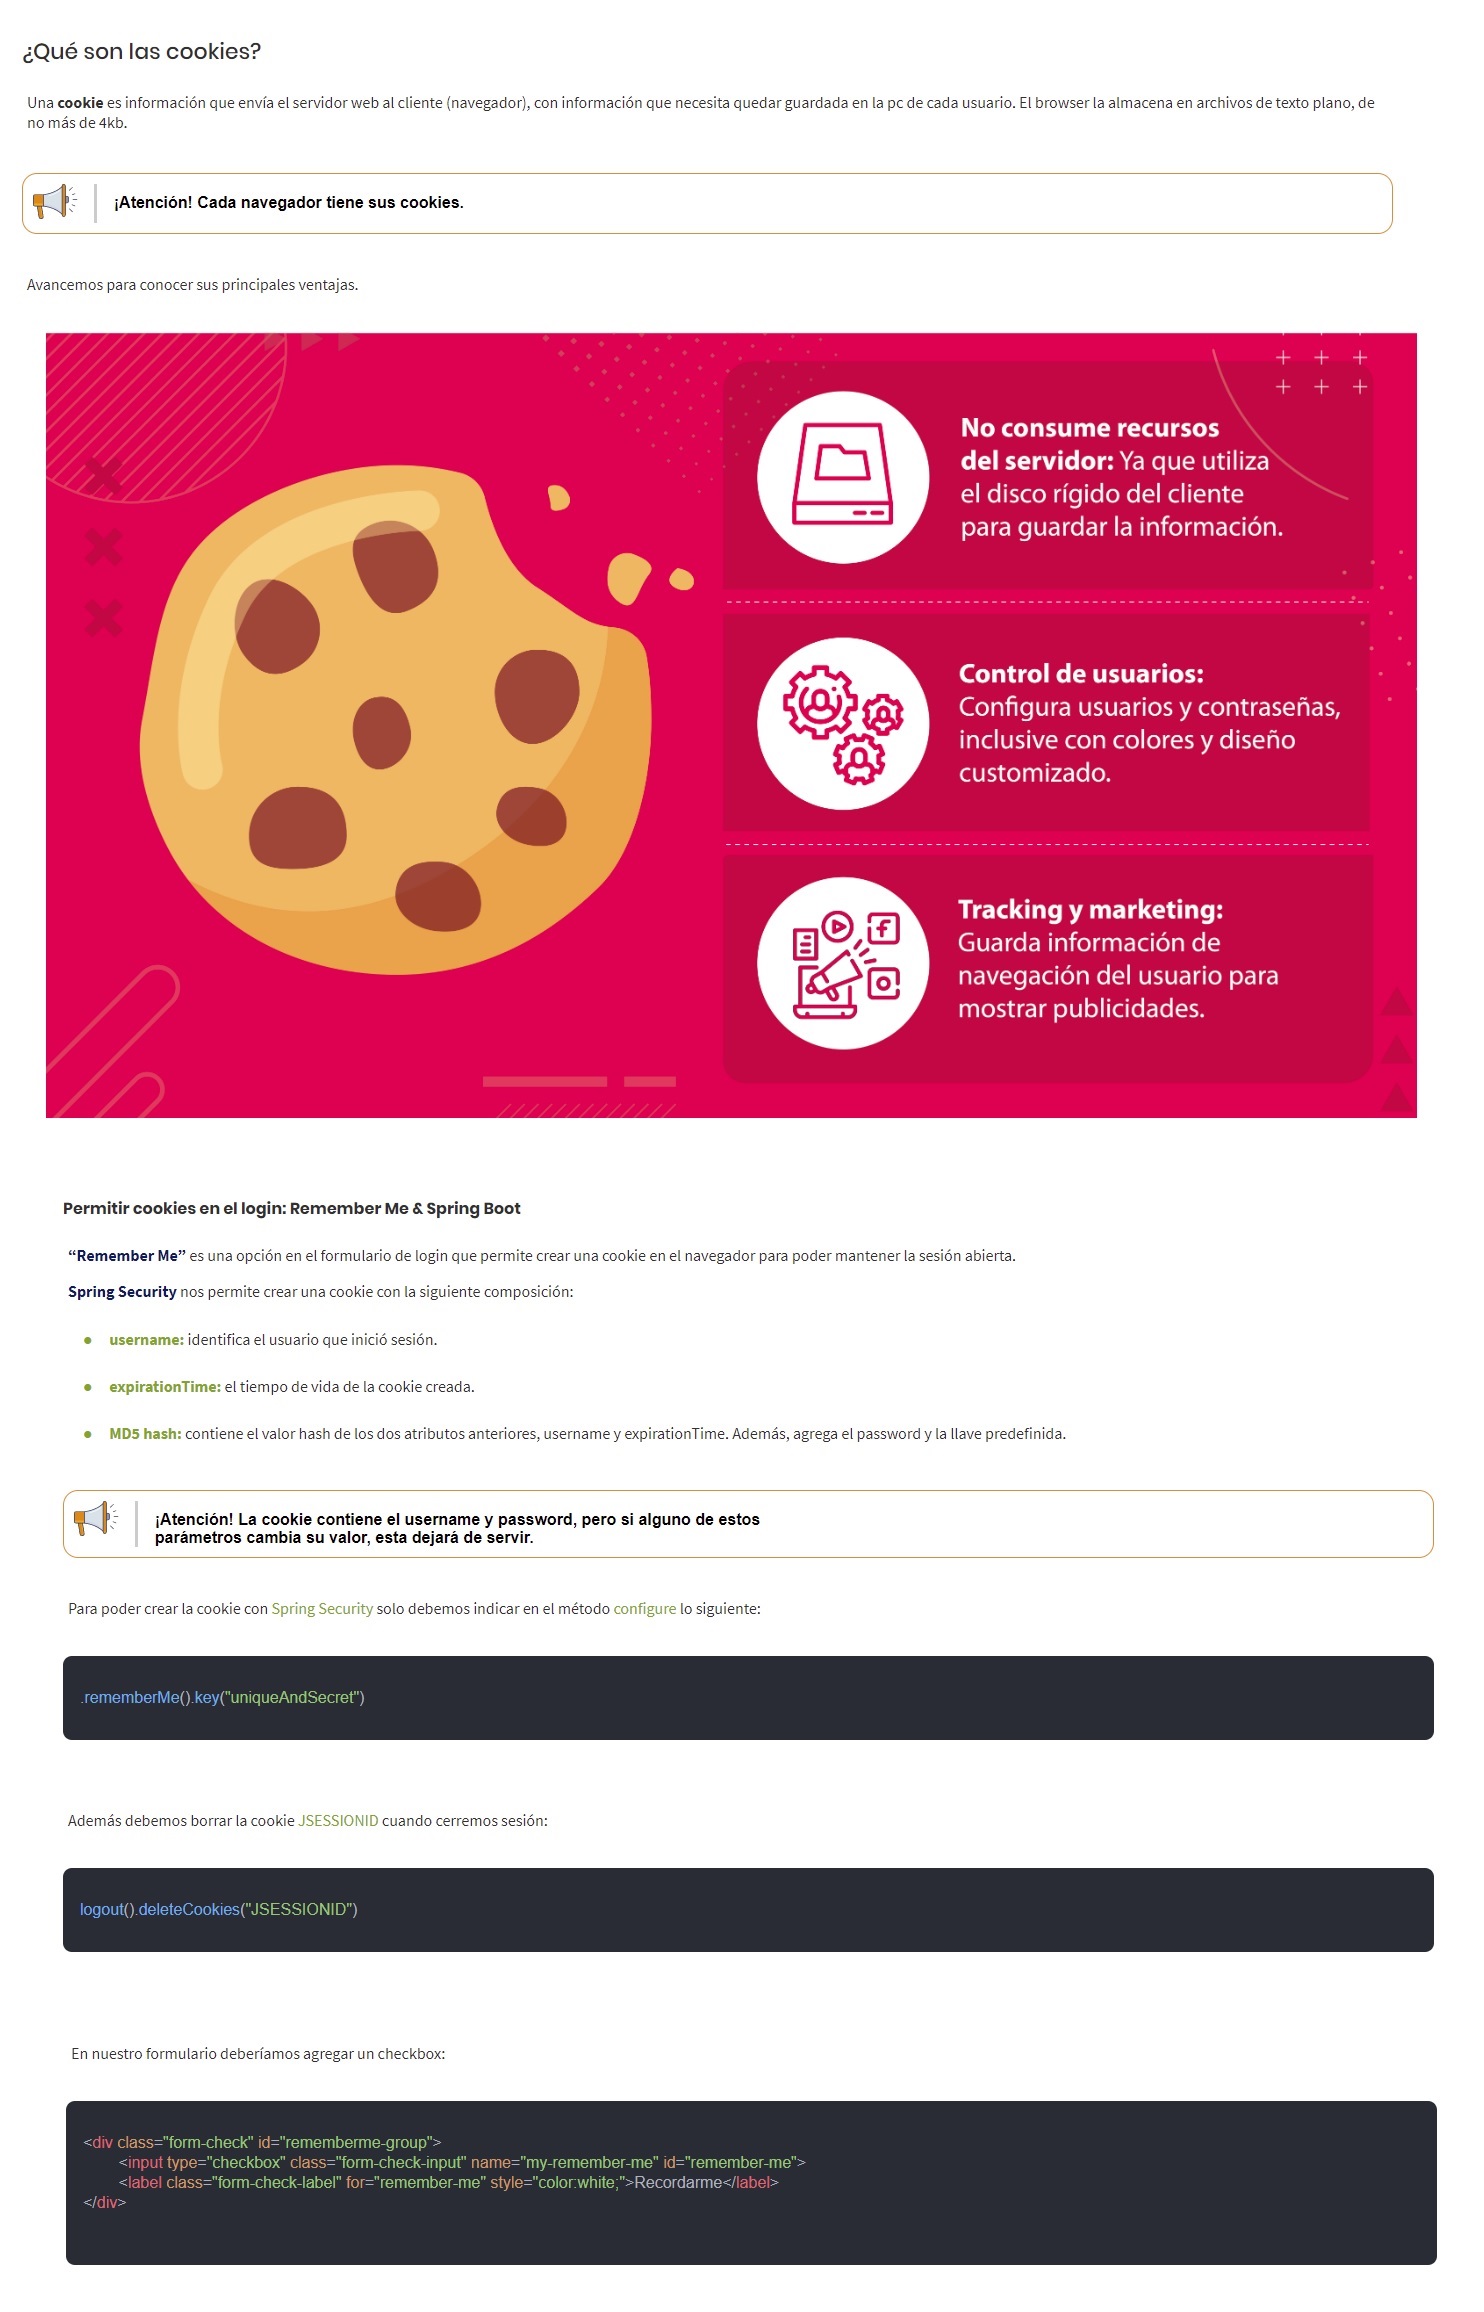 ¿Qué son las cookies?
Una cookie es información que envía el servidor web al cliente (navegador), con información que necesita quedar guardada en la pc de cada usuario. El browser la almacena en archivos de texto plano, de
no más de 4kb.
¡Atención! Cada navegador tiene sus cookies.
Avancemos para conocer sus principales ventajas.
No consume recursos
del servidor: Ya que utiliza
el disco rígido del cliente
para guardar la información.
Control de usuarios:
Configura usuarios y contraseñas,
inclusive con colores y diseño
customizado.
Tracking y marketing:
Guarda información de
navegación del usuario para
mostrar publicidades.
Permitir cookies en el login: Remember Me & Spring Boot
“Remember Me” es una opción en el formulario de login que permite crear una cookie en el navegador para poder mantener la sesión abierta.
Spring Security nos permite crear una cookie con la siguiente composición:
● username: identifica el usuario que inició sesión.
● expirationTime: el tiempo de vida de la cookie creada.
● MD5 hash: contiene el valor hash de los dos atributos anteriores, username y expirationTime. Además, agrega el password y la llave predefinida.
¡Atención! La cookie contiene el username y password, pero si alguno de estos
parámetros cambia su valor, esta dejará de servir.
Para poder crear la cookie con Spring Security solo debemos indicar en el método configure lo siguiente:
.rememberMe().key("uniqueAndSecret")
Además debemos borrar la cookie JSESSIONID cuando cerremos sesión:
logout().deleteCookies("JSESSIONID")
En nuestro formulario deberíamos agregar un checkbox:
<div class="form-check" id="rememberme-group">
<input type="checkbox" class="form-check-input" name="my-remember-me" id="remember-me">
<label class="form-check-label" for="remember-me" style="color:white;">Recordarme</label>
</div>